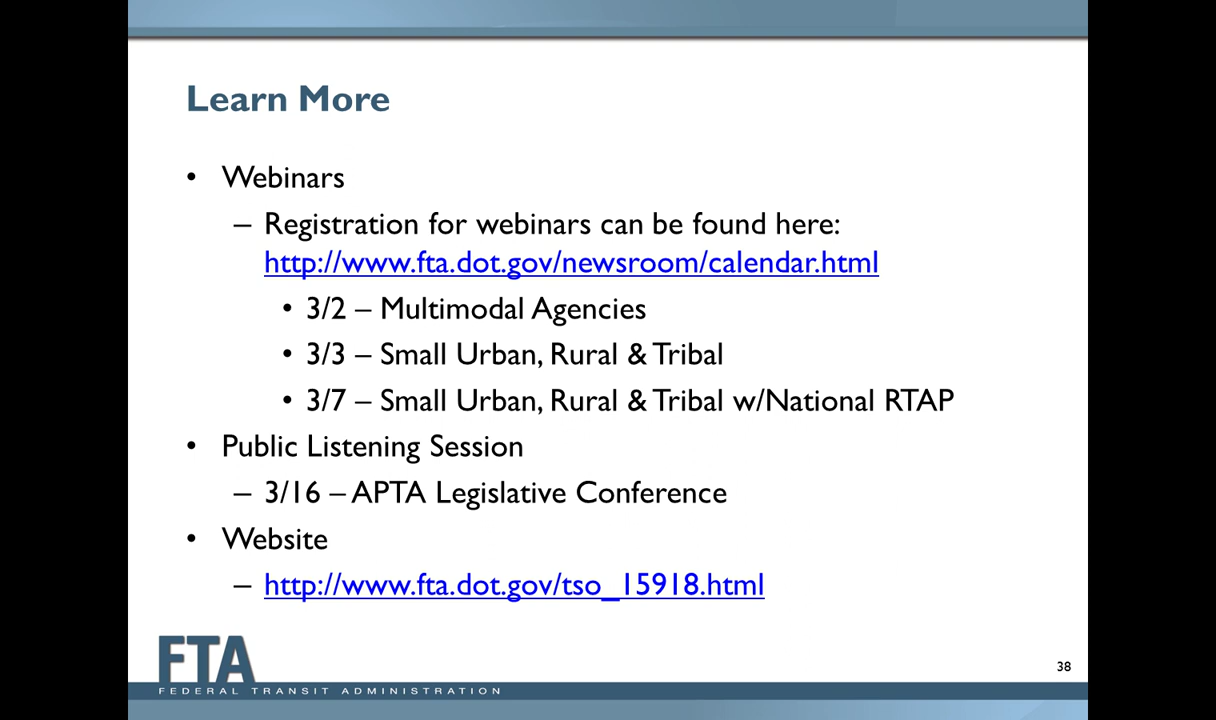 Learn More
• Webinars
– Registration for webinars can be found here:
http://www.fta.dot.gov/newsroom/calendar.html
• 3/2 – Multimodal Agencies
• 3/3 – Small Urban, Rural & Tribal
• 3/7 – Small Urban, Rural & Tribal w/National RTAP
• Public Listening Session
– 3/16 – APTA Legislative Conference
• Website
– http://www.fta.dot.gov/tso_15918.html
FTA
38
FEDERAL TRANSIT ADMINISTRATION